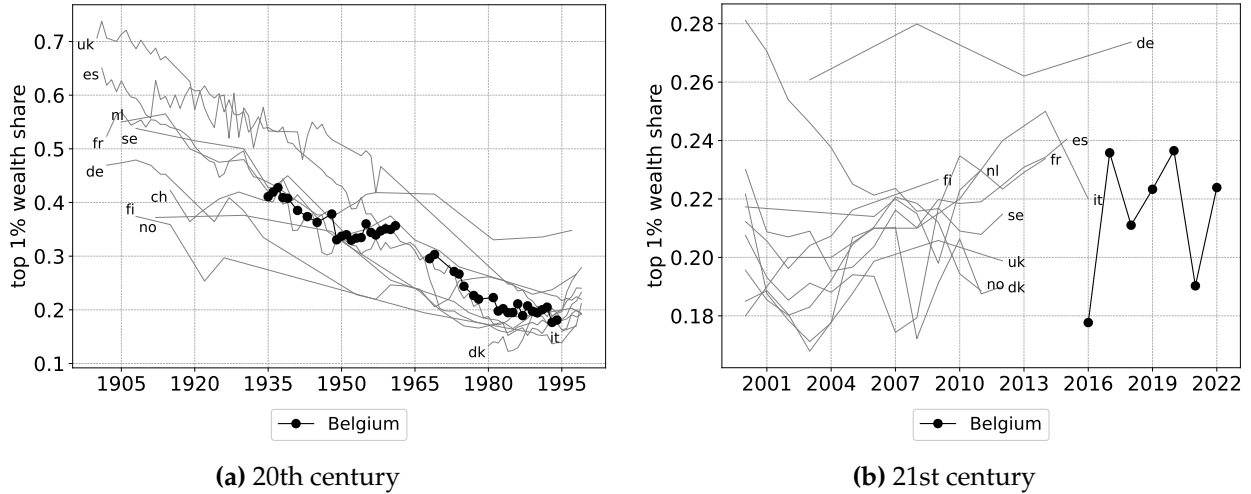 top 1% wealth share
0.7
0.6
0.5
0.4
0.3
0.2
0.1
uk
es
nl
fr
se
de
ch
fi
no
dk
it
1905 1920 1935 1950 1965 1980 1995
Belgium
(a) 20th century
top 1% wealth share
0.28
0.26
0.24
0.22
0.20
0.18
de
es
fr
nl
fi
it
se
uk
no
dk
2001 2004 2007 2010 2013 2016 2019 2022
Belgium
(b) 21st century